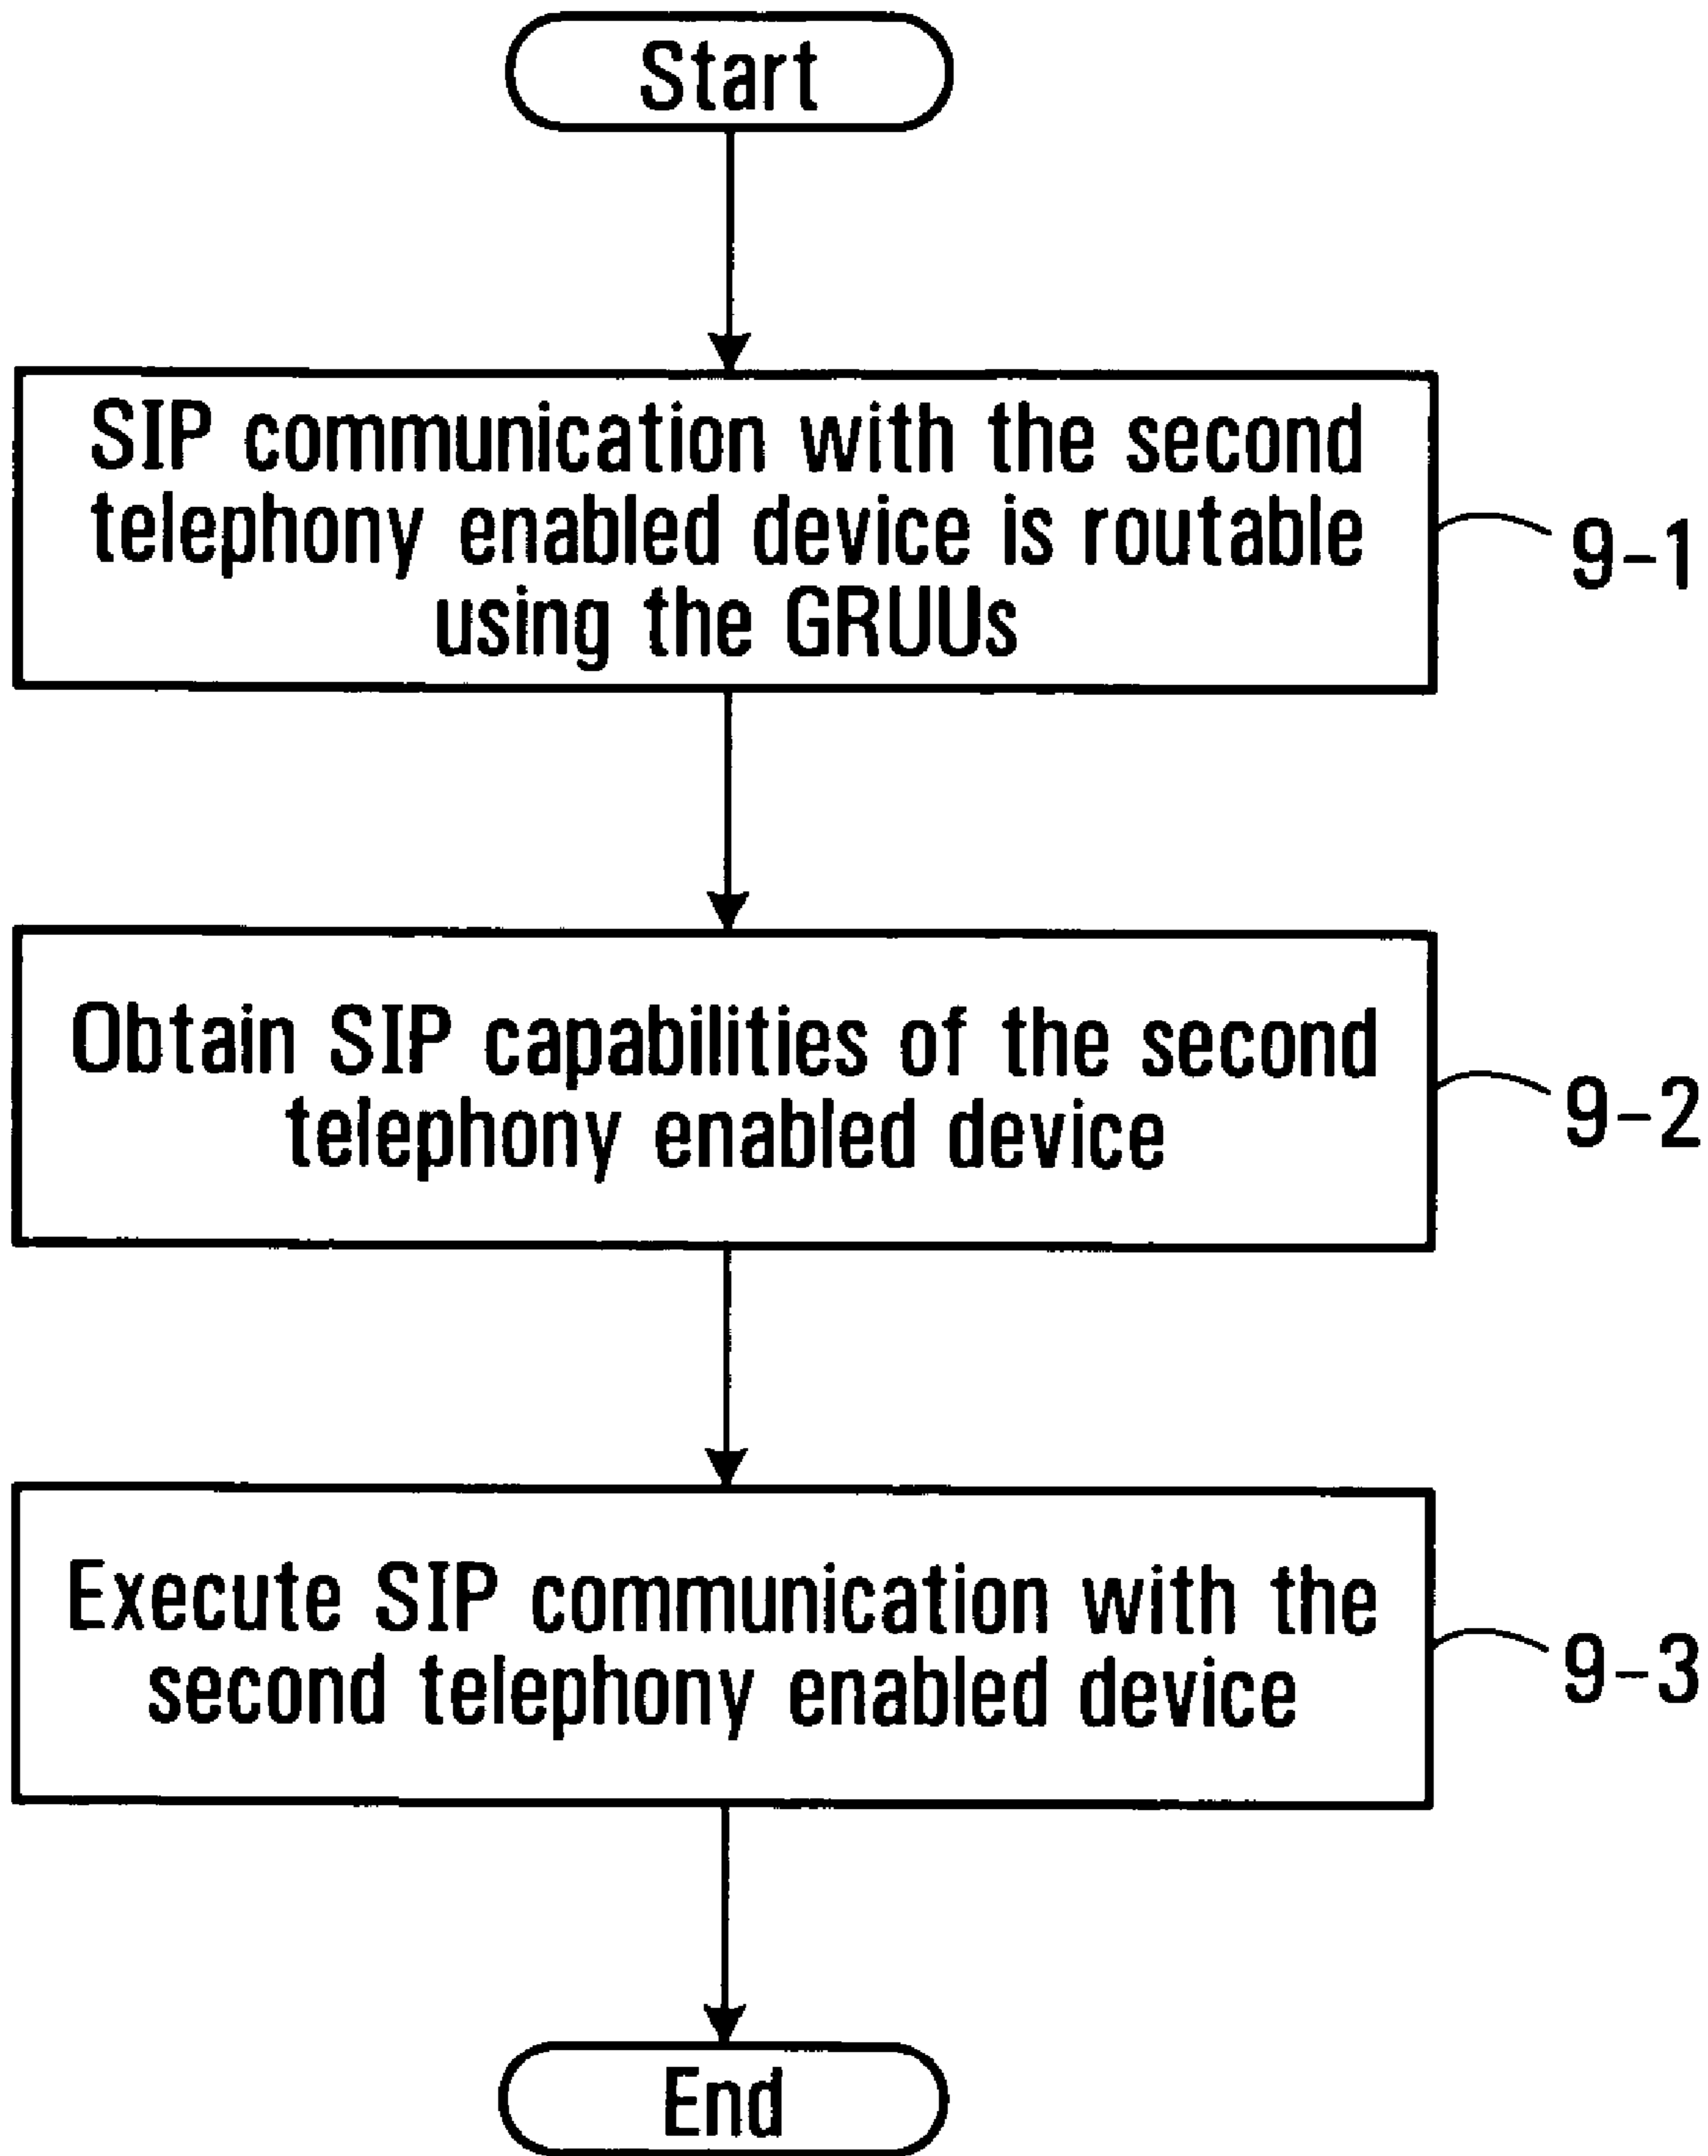 Start
SIP communication with the second
telephony enabled device is routable
using the GRUUs
9-1
Obtain SIP capabilities of the second
telephony enabled device
9-2
Execute SIP communication with the
second telephony enabled device
9-3
End